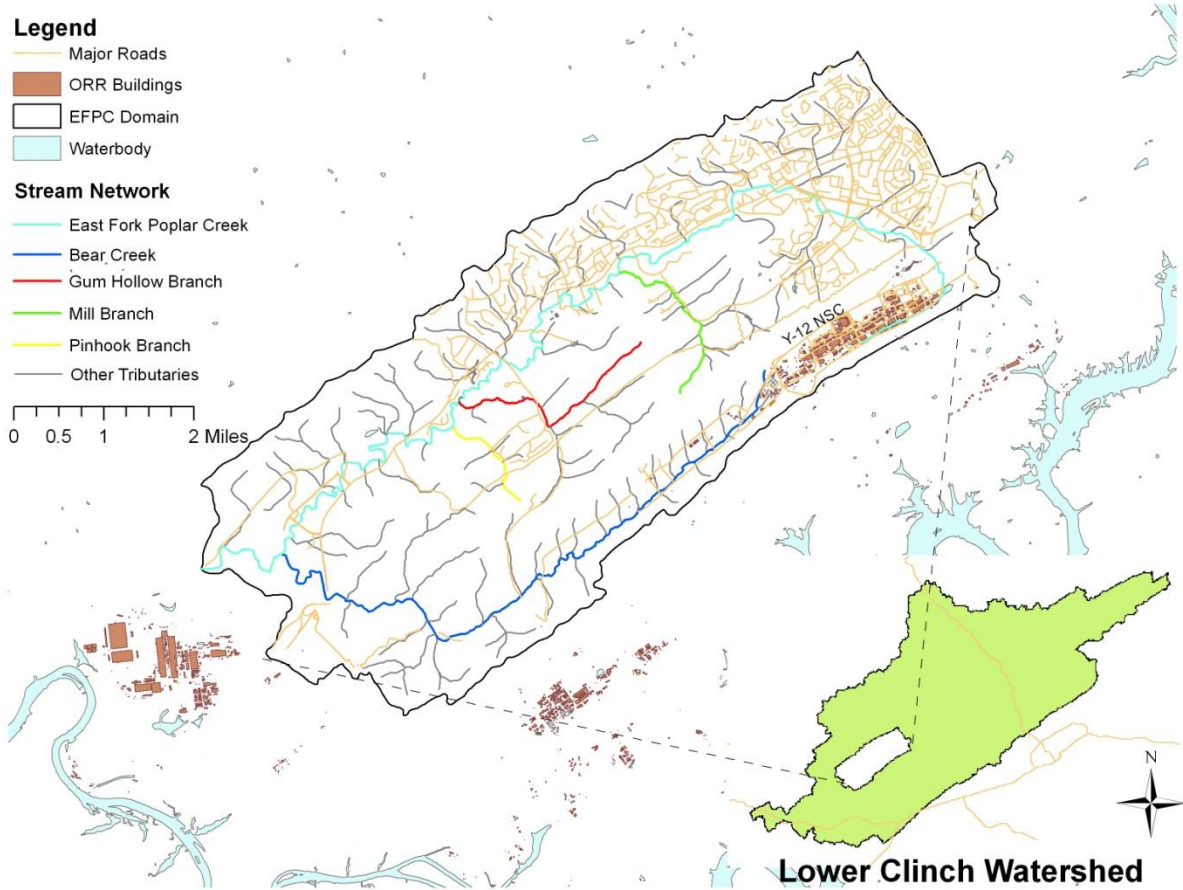 Legend
Major Roads
ORR Buildings
EFPC Domain
Waterbody
Stream Network
East Fork Poplar Creek
Bear Creek
Gum Hollow Branch
Mill Branch
Pinhook Branch
Other Tributaries
0 0.5 1 2 Miles
Y-12 NSC
N
Lower Clinch Watershed